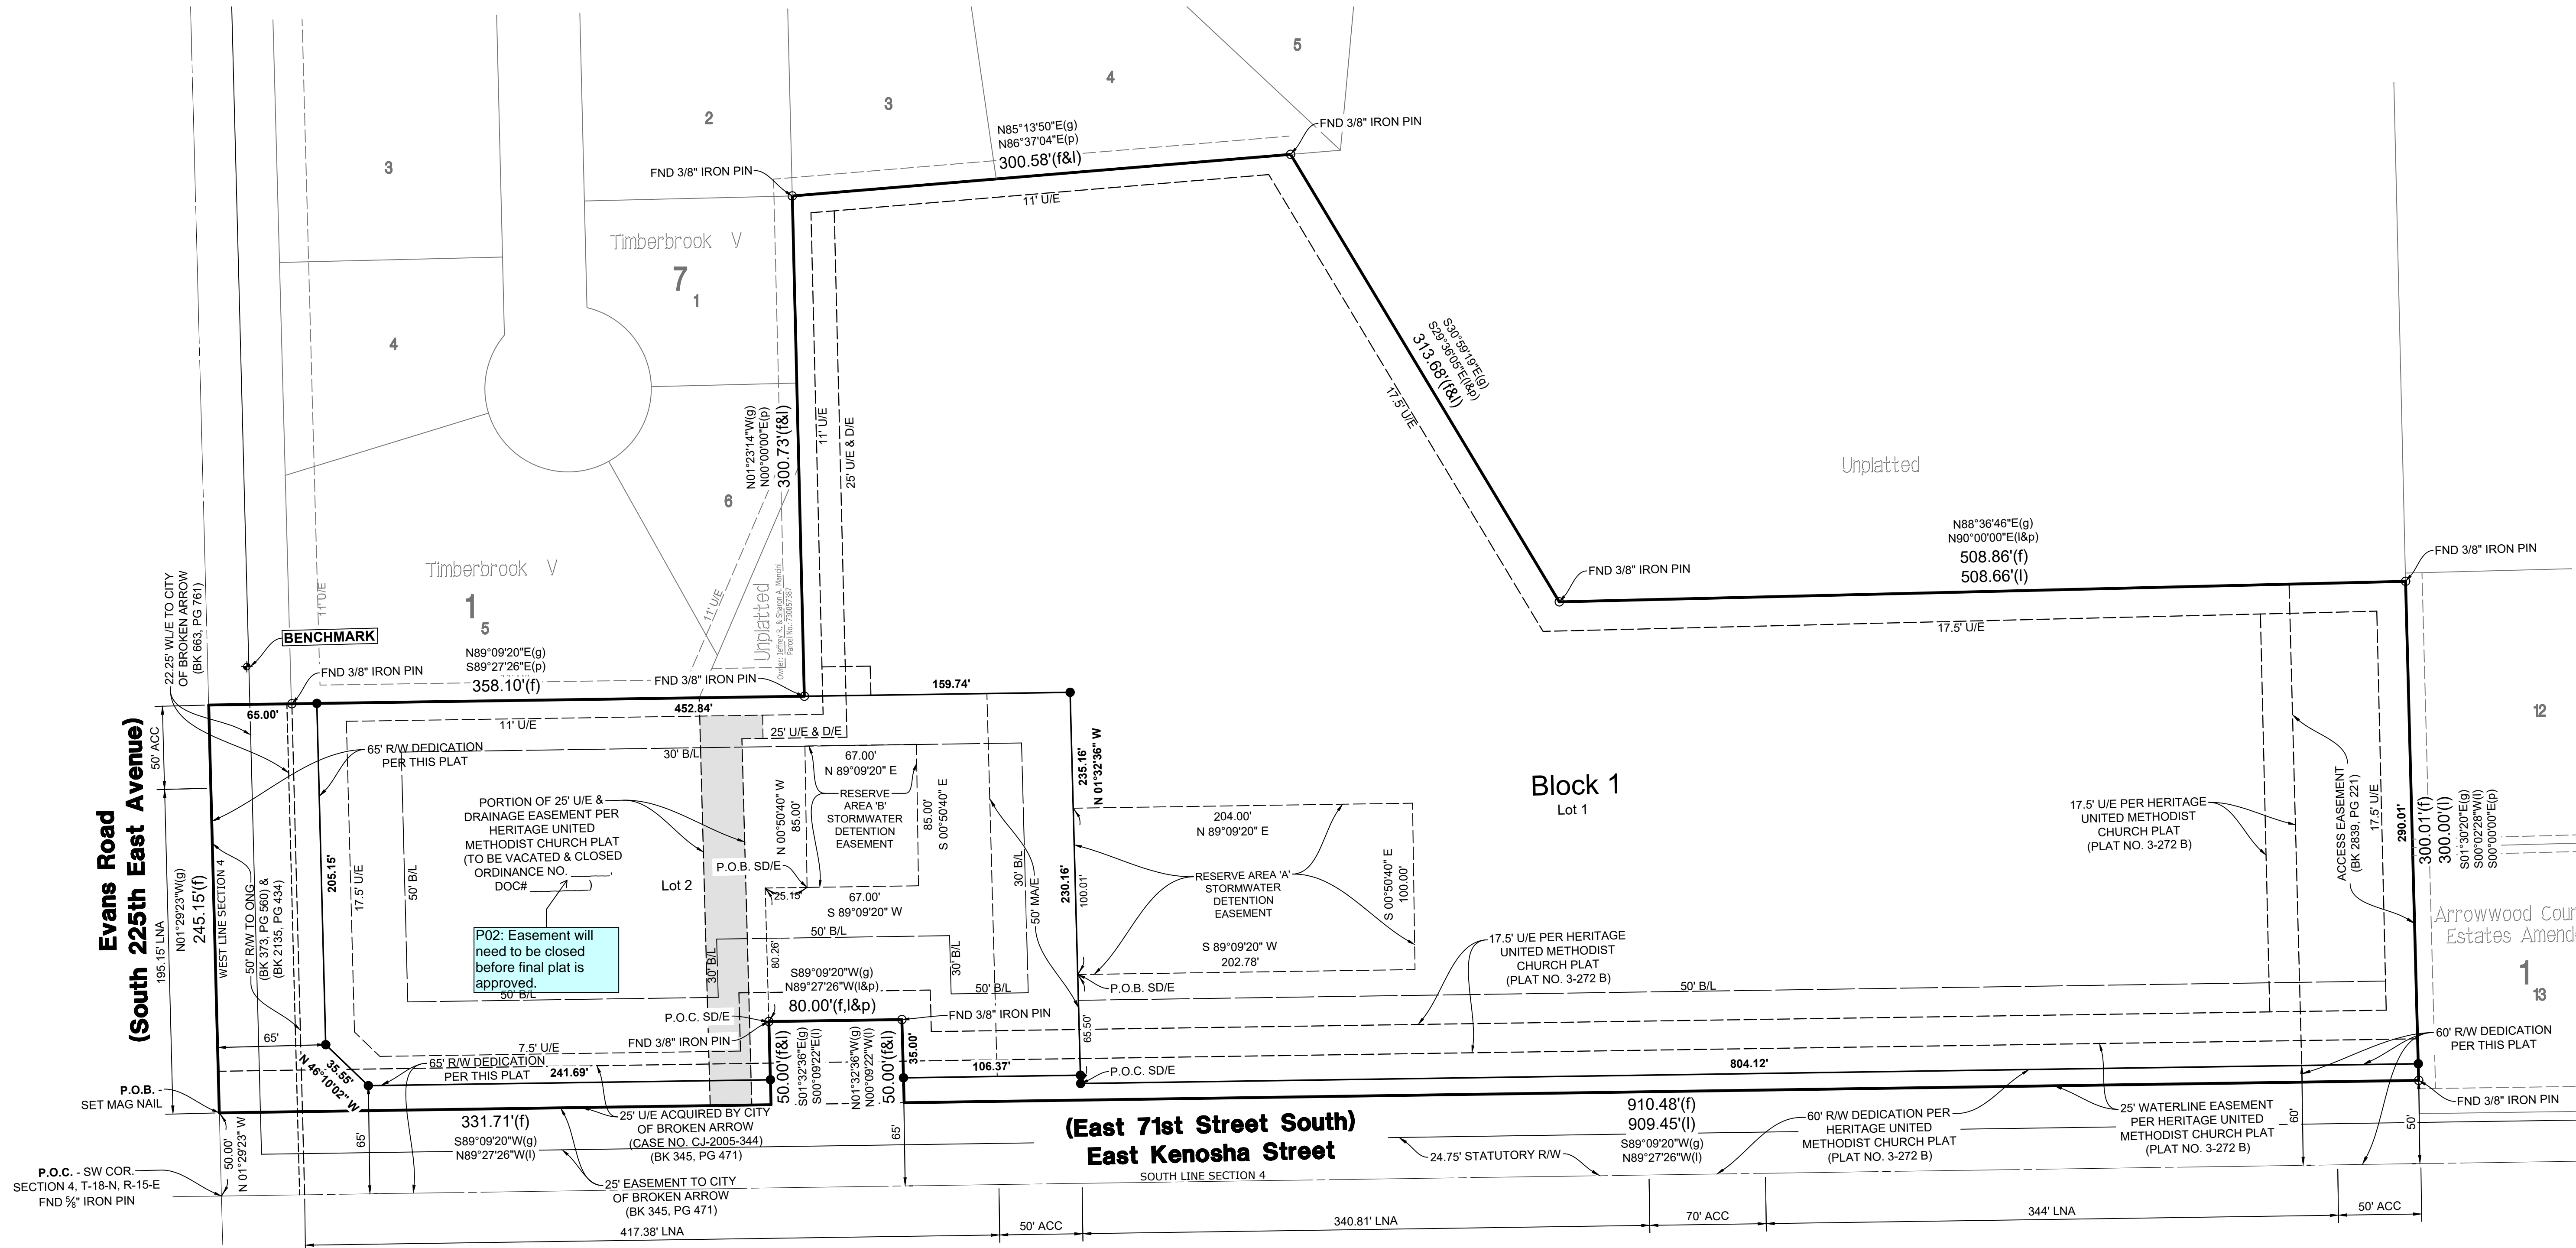 5
4
3
2
3
4
N85°13'50"E(g)
N86°37'04"E(p)
300.58'(f&l)
FND 3/8" IRON PIN
FND 3/8" IRON PIN
11' U/E
Timberbrook V
7
1
6
N01°23'14"W(g)
N00°00'00"E(p)
300.73'(f&l)
11' U/E
25' U/E & D/E
S30°59'19"E(g)
S29°36'05"E(l&p)
313.68'(f&l)
17.5' U/E
Unplatted
N88°36'46"E(g)
N90°00'00"E(l&p)
508.86'(f)
508.66'(l)
FND 3/8" IRON PIN
FND 3/8" IRON PIN
17.5' U/E
12
22.25' WL/E TO CITY
OF BROKEN ARROW
(BK 663, PG 761)
11' U/E
Timberbrook V
1
5
11' U/E
Unplatted
Owner: Jeffrey R. & Sharon A. Mancini
Parcel No.:730057387
BENCHMARK
N89°09'20"E(g)
S89°27'26"E(p)
358.10'(f)
FND 3/8" IRON PIN
FND 3/8" IRON PIN
65.00'
452.84'
159.74'
11' U/E
25' U/E & D/E
30' B/L
65' R/W DEDICATION
PER THIS PLAT
50' ACC
Evans Road
(South 225th East Avenue)
195.15' LNA
N01°29'23"W(g)
245.15'(f)
WEST LINE SECTION 4
50' R/W TO ONG
(BK 373, PG 560) &
(BK 2135, PG 434)
205.15'
17.5' U/E
50' B/L
PORTION OF 25' U/E &
DRAINAGE EASEMENT PER
HERITAGE UNITED
METHODIST CHURCH PLAT
(TO BE VACATED & CLOSED
ORDINANCE NO. ______,
DOC# __________)
Lot 2
P02: Easement will
need to be closed
before final plat is
approved.
50' B/L
30' B/L
67.00'
N 89°09'20" E
N 00°50'40" W
85.00'
RESERVE
AREA 'B'
STORMWATER
DETENTION
EASEMENT
85.00'
S 00°50'40" E
P.O.B. SD/E
25.15'
67.00'
S 89°09'20" W
50' B/L
80.26'
30' B/L
50' B/L
30' B/L
50' MA/E
235.16'
N 01°32'36" W
230.16'
100.01'
65.50'
204.00'
N 89°09'20" E
RESERVE AREA 'A'
STORMWATER
DETENTION
EASEMENT
S 00°50'40" E
100.00'
S 89°09'20" W
202.78'
P.O.B. SD/E
Block 1
Lot 1
17.5' U/E PER HERITAGE
UNITED METHODIST
CHURCH PLAT
(PLAT NO. 3-272 B)
17.5' U/E PER HERITAGE
UNITED METHODIST
CHURCH PLAT
(PLAT NO. 3-272 B)
50' B/L
ACCESS EASEMENT
(BK 2839, PG 221)
17.5' U/E
290.01'
300.01'(f)
300.00'(l)
S01°30'20"E(g)
S00°02'28"W(l)
S00°00'00"E(p)
Arrowwood Cou
Estates Amend
1
13
60' R/W DEDICATION
PER THIS PLAT
S89°09'20"W(g)
N89°27'26"W(l&p)
80.00'(f,l&p)
P.O.C. SD/E
FND 3/8" IRON PIN
FND 3/8" IRON PIN
65'
7.5' U/E
35.55'
N 46°10'02" W
65' R/W DEDICATION
PER THIS PLAT
241.69'
50.00'(f&l)
S01°32'36"E(g)
S00°09'22"E(l)
N01°32'36"W(g)
N00°09'22"W(l)
50.00'(f&l)
35.00'
106.37'
P.O.C. SD/E
804.12'
P.O.B. -
SET MAG NAIL
331.71'(f)
S89°09'20"W(g)
N89°27'26"W(l)
25' U/E ACQUIRED BY CITY
OF BROKEN ARROW
(CASE NO. CJ-2005-344)
(BK 345, PG 471)
65'
65'
(East 71st Street South)
East Kenosha Street
SOUTH LINE SECTION 4
24.75' STATUTORY R/W
910.48'(f)
909.45'(l)
S89°09'20"W(g)
N89°27'26"W(l)
60' R/W DEDICATION PER
HERITAGE UNITED
METHODIST CHURCH PLAT
(PLAT NO. 3-272 B)
25' WATERLINE EASEMENT
PER HERITAGE UNITED
METHODIST CHURCH PLAT
(PLAT NO. 3-272 B)
60'
50'
FND 3/8" IRON PIN
50.00'
N 01°29'23" W
P.O.C. - SW COR.
SECTION 4, T-18-N, R-15-E
FND ⅝" IRON PIN
25' EASEMENT TO CITY
OF BROKEN ARROW
(BK 345, PG 471)
417.38' LNA
50' ACC
340.81' LNA
70' ACC
344' LNA
50' ACC